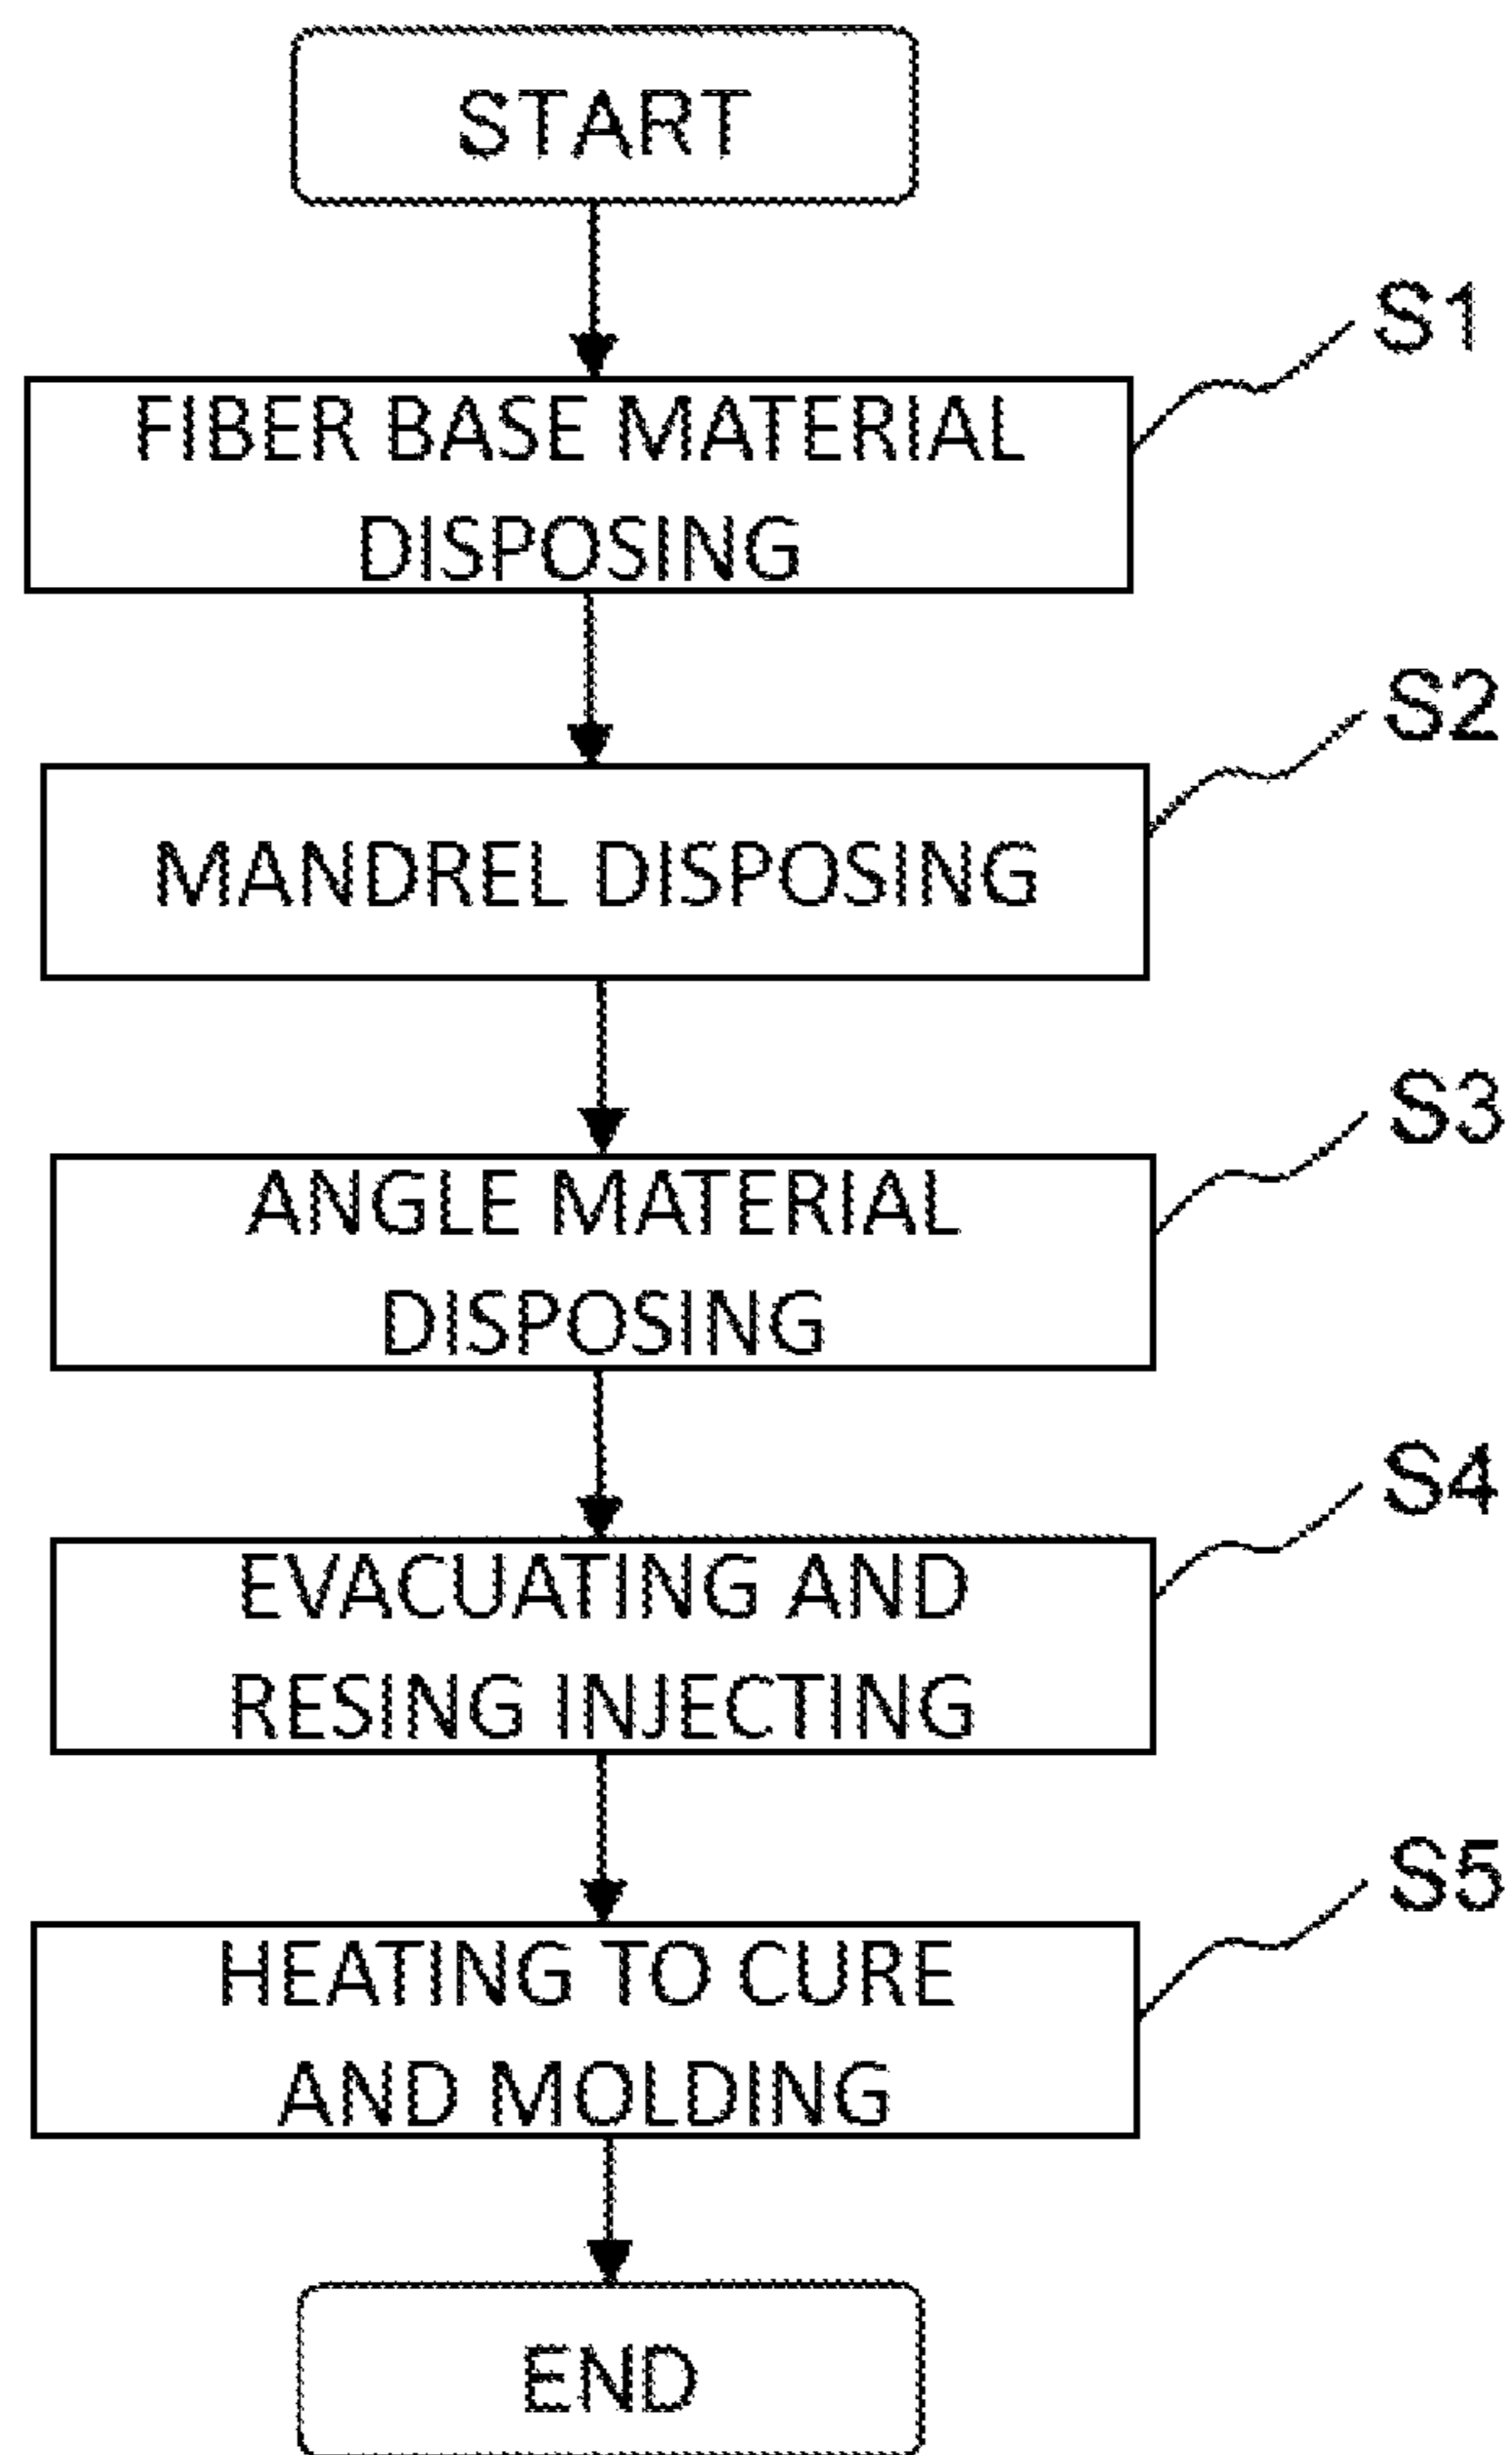 START
S1
FIBER BASE MATERIAL
DISPOSING
S2
MANDREL DISPOSING
S3
ANGLE MATERIAL
DISPOSING
S4
EVACUATING AND
RESING INJECTING
S5
HEATING TO CURE
AND MOLDING
END